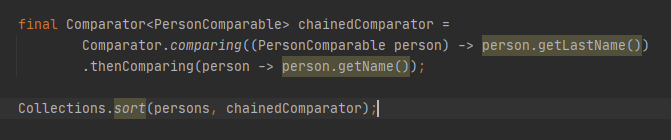 final Comparator<PersonComparable> chainedComparator =
Comparator.comparing((PersonComparable person) -> person.getLastName())
.thenComparing(person -> person.getName());
Collections.sort(persons, chainedComparator);